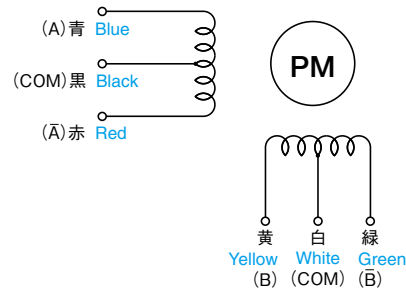 (A)青 Blue
(COM)黒 Black
(A̅)赤 Red
PM
黄 白 緑
Yellow White Green
(B) (COM) (B̅)